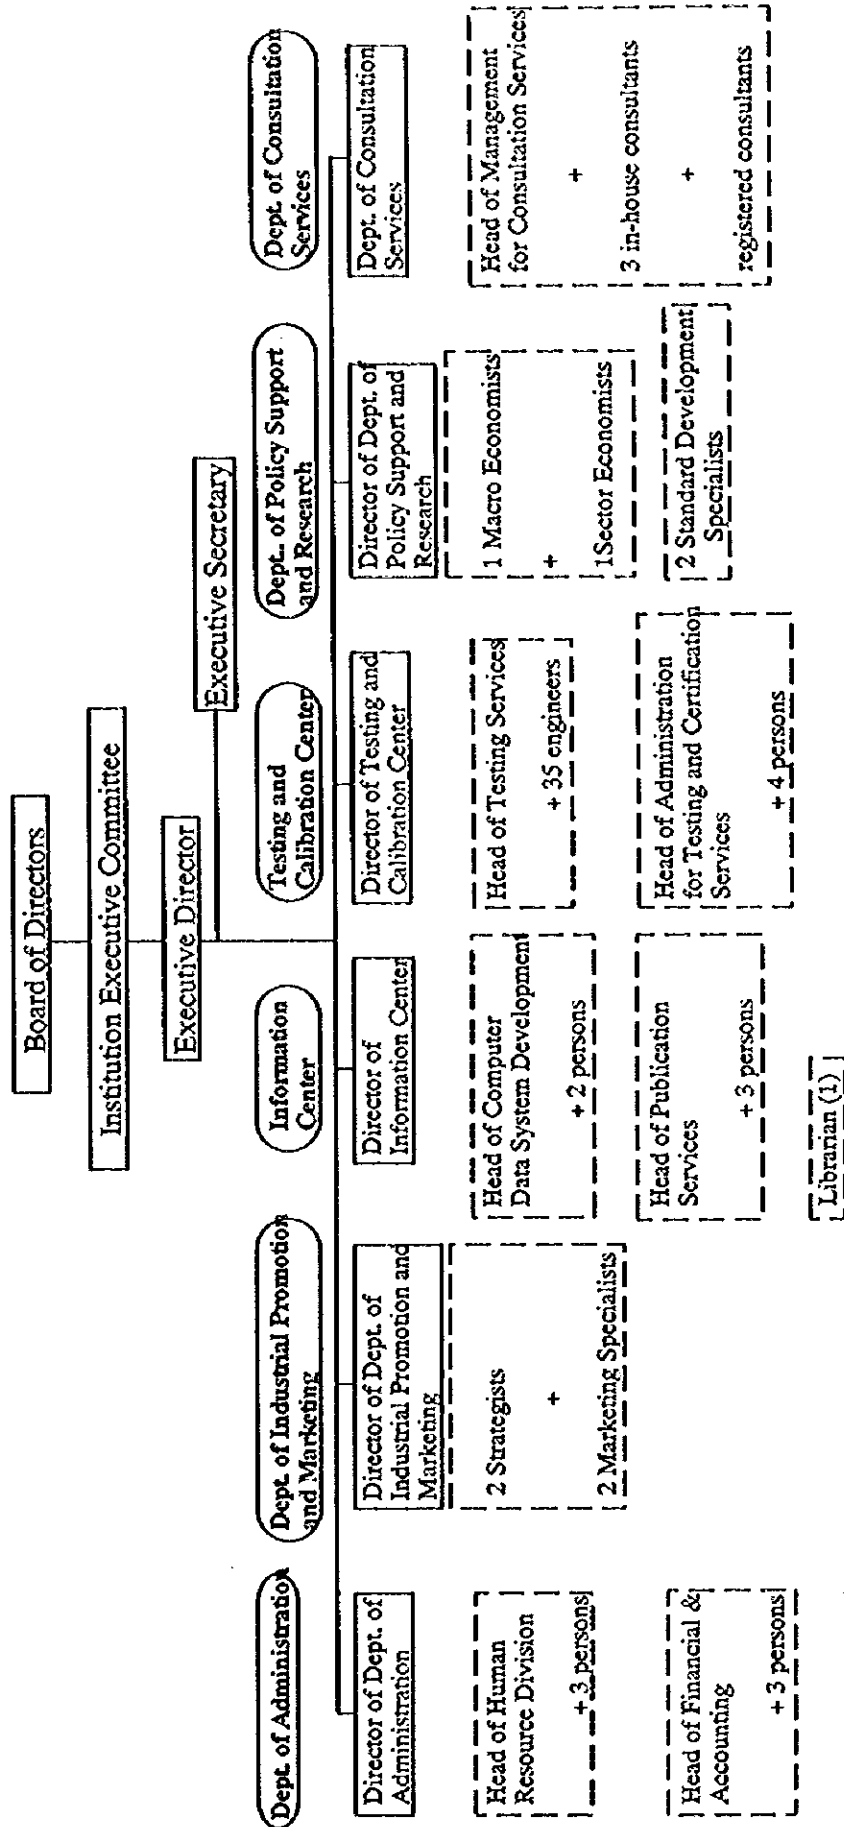 Board of Directors
Institution Executive Committee
Executive Director
Executive Secretary
Dept. of Administration
Director of Dept. of
Administration
Head of Human
Resource Division
+3 persons
Head of Financial &
Accounting
+3 persons
Dept. of Industrial Promotion
and Marketing
Director of Dept. of
Industrial Promotion and
Marketing
2 Strategists
+
2 Marketing Specialists
Information
Center
Director of
Information Center
Head of Computer
Data System Development
+2 persons
Head of Publication
Services
+3 persons
Librarian (1)
Testing and
Calibration Center
Director of Testing and
Calibration Center
Head of Testing Services
+35 engineers
Head of Administration
for Testing and Certification
Services
+4 persons
Dept.. of Policy Support
and Research
Director of Dept. of
Policy Support and
Research
1 Macro Economists
+
1Sector Economists
2 Standard Development
Specialists
Dept. of Consultation
Services
Dept. of Consultation
Services
Head of Management
for Consultation Services
+
3 in-house consultants
+
registered consultants